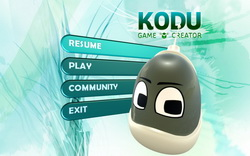 KODU
GAME CREATOR
RESUME
PLAY
COMMUNITY
EXIT